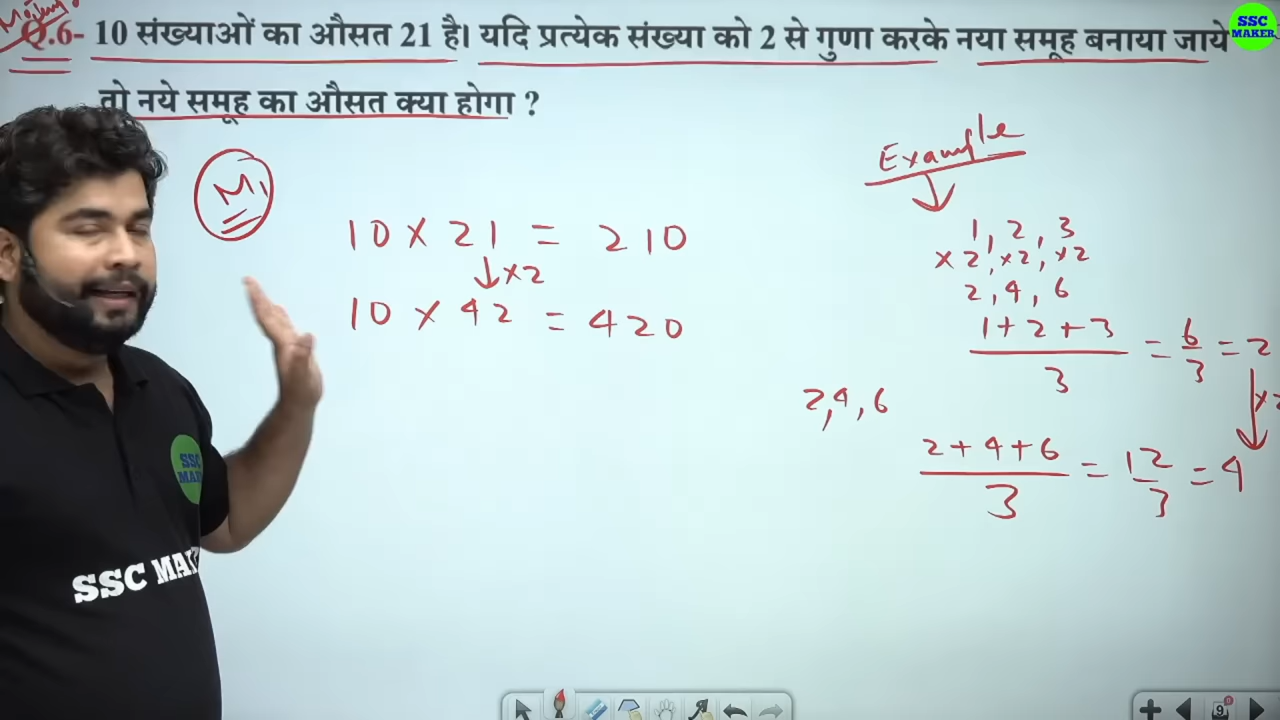 Q.6- 10 संख्याओं का औसत 21 है। यदि प्रत्येक संख्या को 2 से गुणा करके नया समूह बनाया जाये
तो नये समूह का औसत क्या होगा ?
SSC
MAKER
M1
10 × 21 = 210
↓×2
10 × 42 = 420
Example
↓
1, 2, 3
×2, ×2, ×2
2, 4, 6
1+2+3/3 = 6/3 = 2
2, 4, 6
2+4+6/3 = 12/3 = 4
SSC
SSC
9